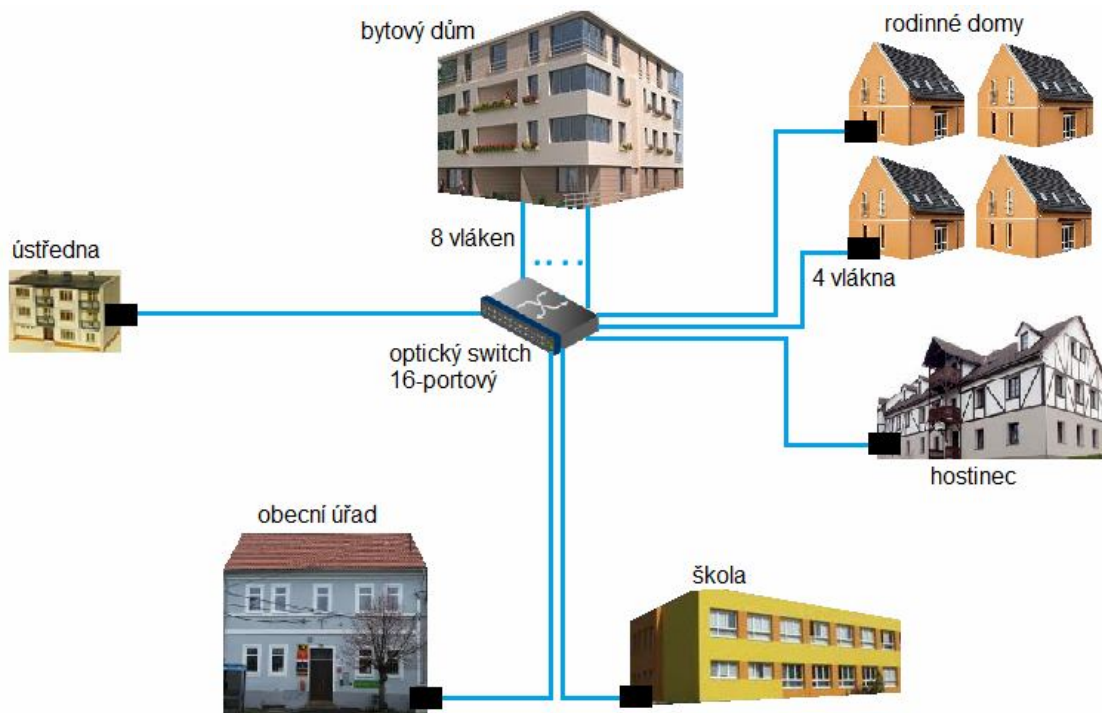 bytový dům
rodinné domy
8 vláken
ústředna
4 vlákna
optický switch
16-portový
hostinec
obecní úřad
škola